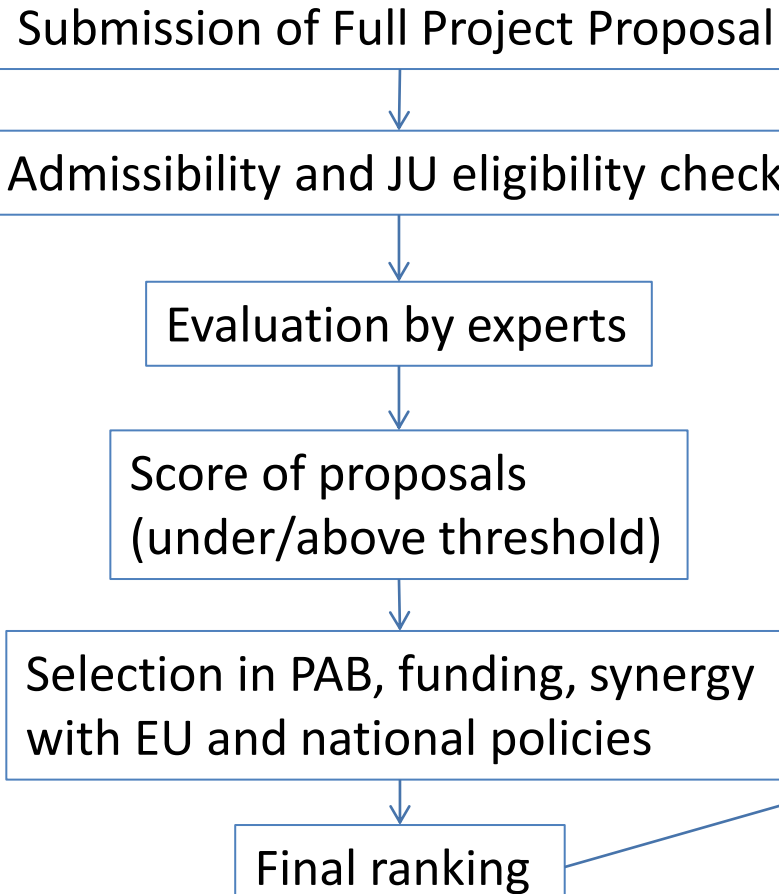 Submission of Full Project Proposal
Admissibility and JU eligibility check
Evaluation by experts
Score of proposals
(under/above threshold)
Selection in PAB, funding, synergy
with EU and national policies
Final ranking